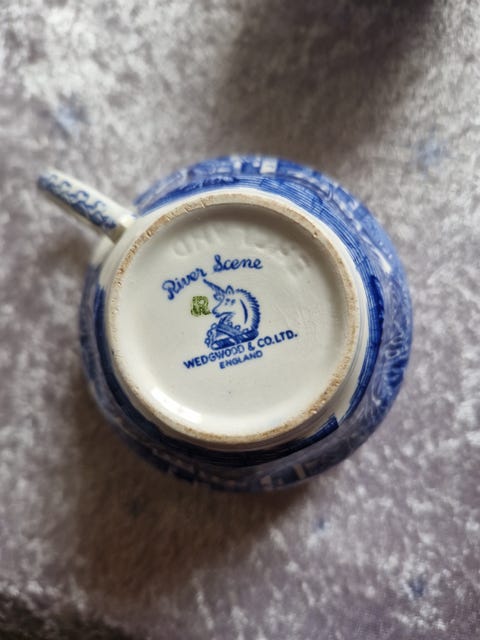 River Scene
R
WEDGWOOD & CO. LTD.
ENGLAND